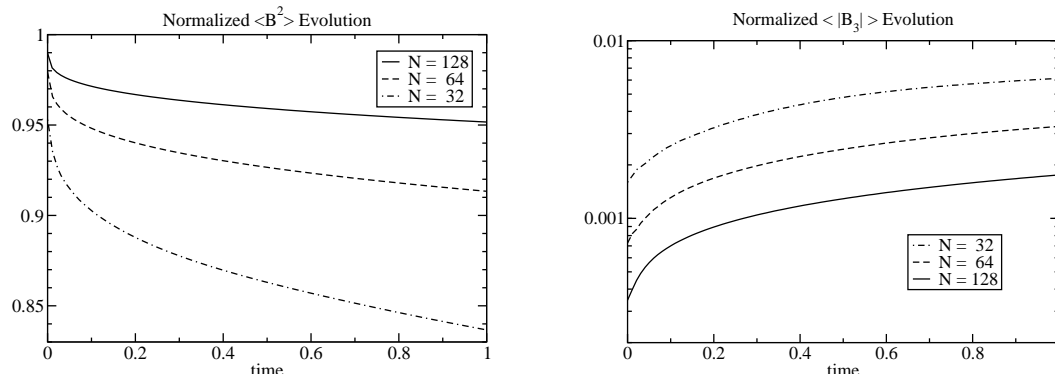 Normalized <B²> Evolution
1
0.95
0.9
0.85
N = 128
N = 64
N = 32
0
0.2
0.4
0.6
0.8
1
time
Normalized < |B₃| > Evolution
0.01
0.001
N = 32
N = 64
N = 128
0
0.2
0.4
0.6
0.8
time